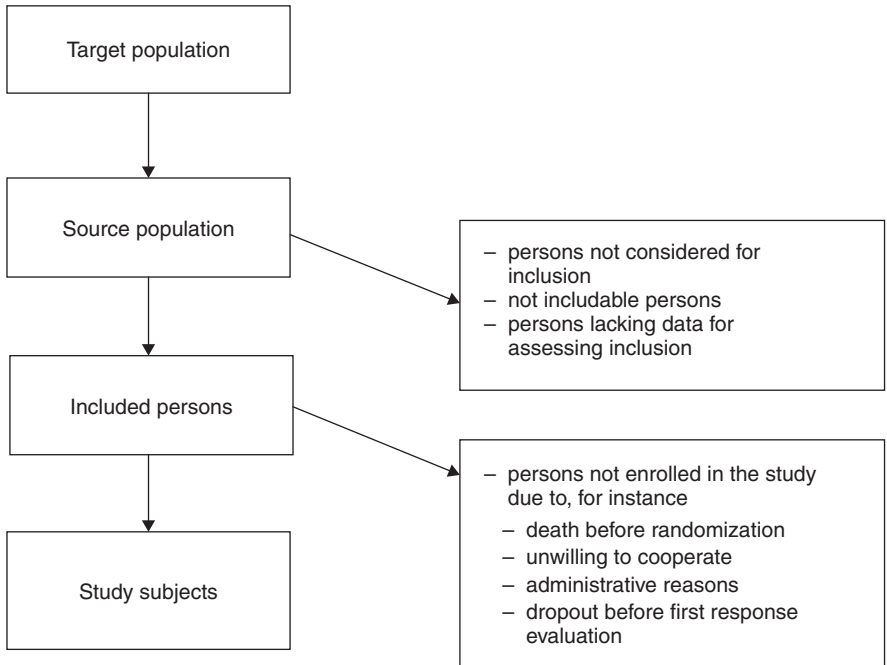 Target population
Source population
– persons not considered for
inclusion
– not includable persons
– persons lacking data for
assessing inclusion
Included persons
– persons not enrolled in the study
due to, for instance
– death before randomization
– unwilling to cooperate
– administrative reasons
– dropout before first response
evaluation
Study subjects